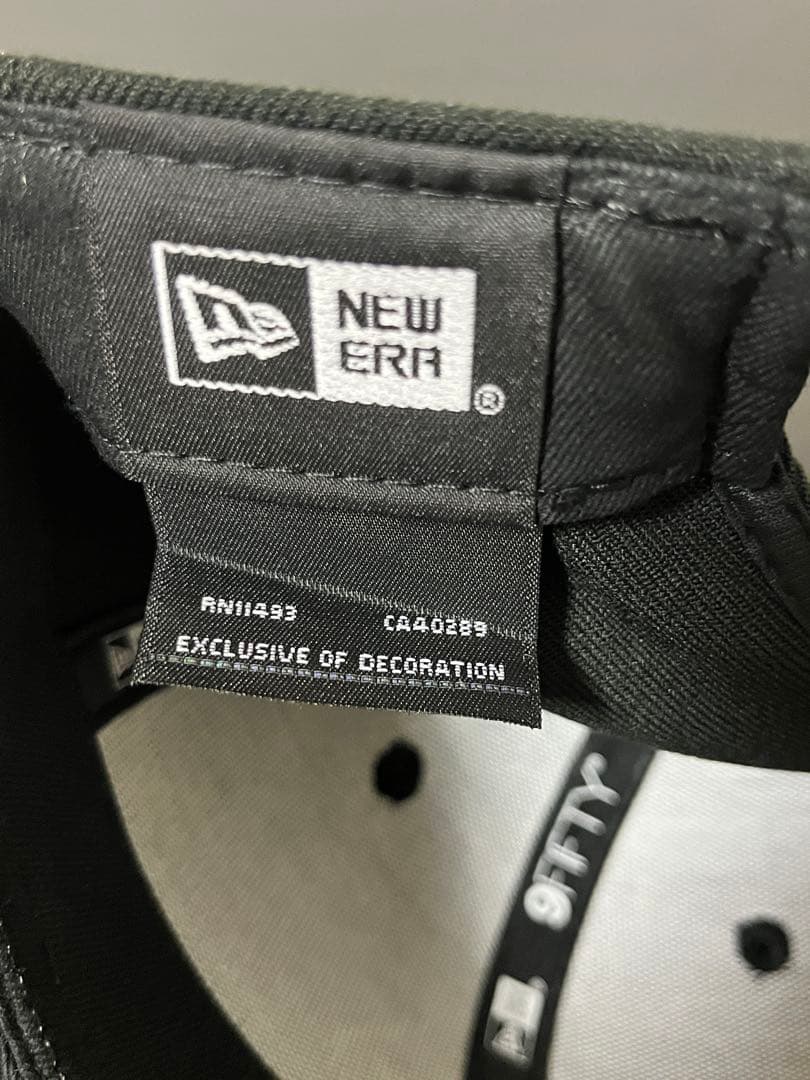 NEW
ERA
®
RN11493 CA40289
EXCLUSIVE OF DECORATION
9FIFTY